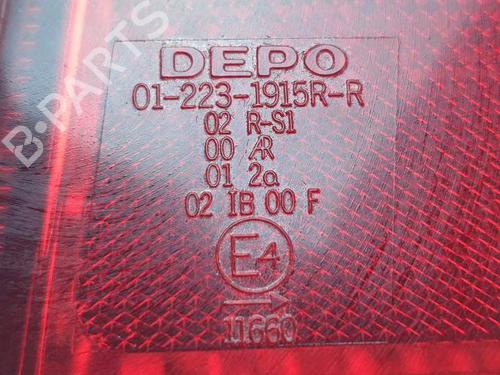 DEPO
01-223-1915R-R
02 R-S1
00 AR
01 2a
02 IB 00 F
E4
11660
B-PARTS